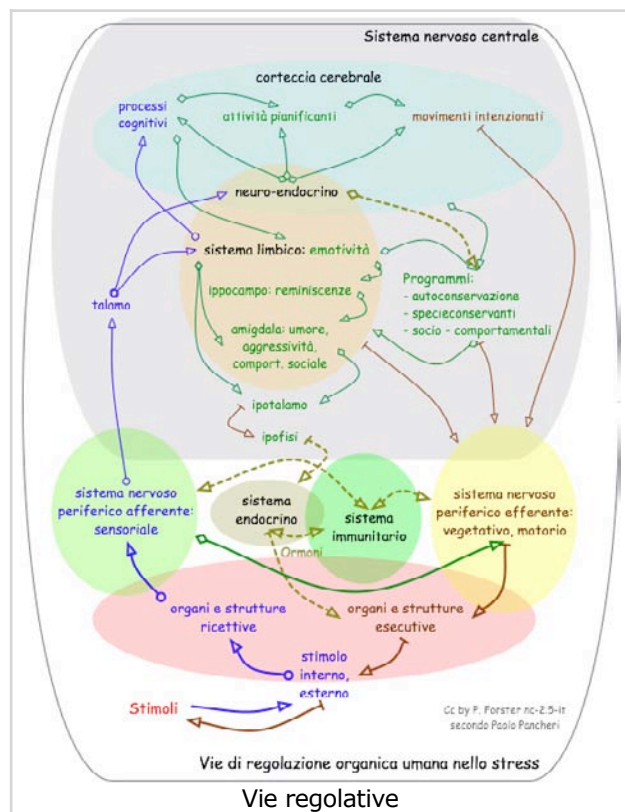 Sistema nervoso centrale
corteccia cerebrale
processi
cognitivi
attività pianificanti
movimenti intenzionali
neuro-endocrino
sistema limbico: emotività
ippocampo: reminiscenze
amigdala: umore,
aggressività,
comport. sociale
talamo
Programmi:
- autoconservazione
- specieconservanti
- socio - comportamentali
ipotalamo
ipofisi
sistema nervoso
periferico afferente:
sensoriale
sistema
endocrino
sistema
immunitario
sistema nervoso
periferico efferente:
vegetativo, motorio
Ormoni
organi e strutture
ricettive
organi e strutture
esecutive
stimolo
interno,
esterno
Stimoli
Cc by P. Forster nc-2.5-it
secondo Paolo Pancheri
Vie di regolazione organica umana nello stress
Vie regolative